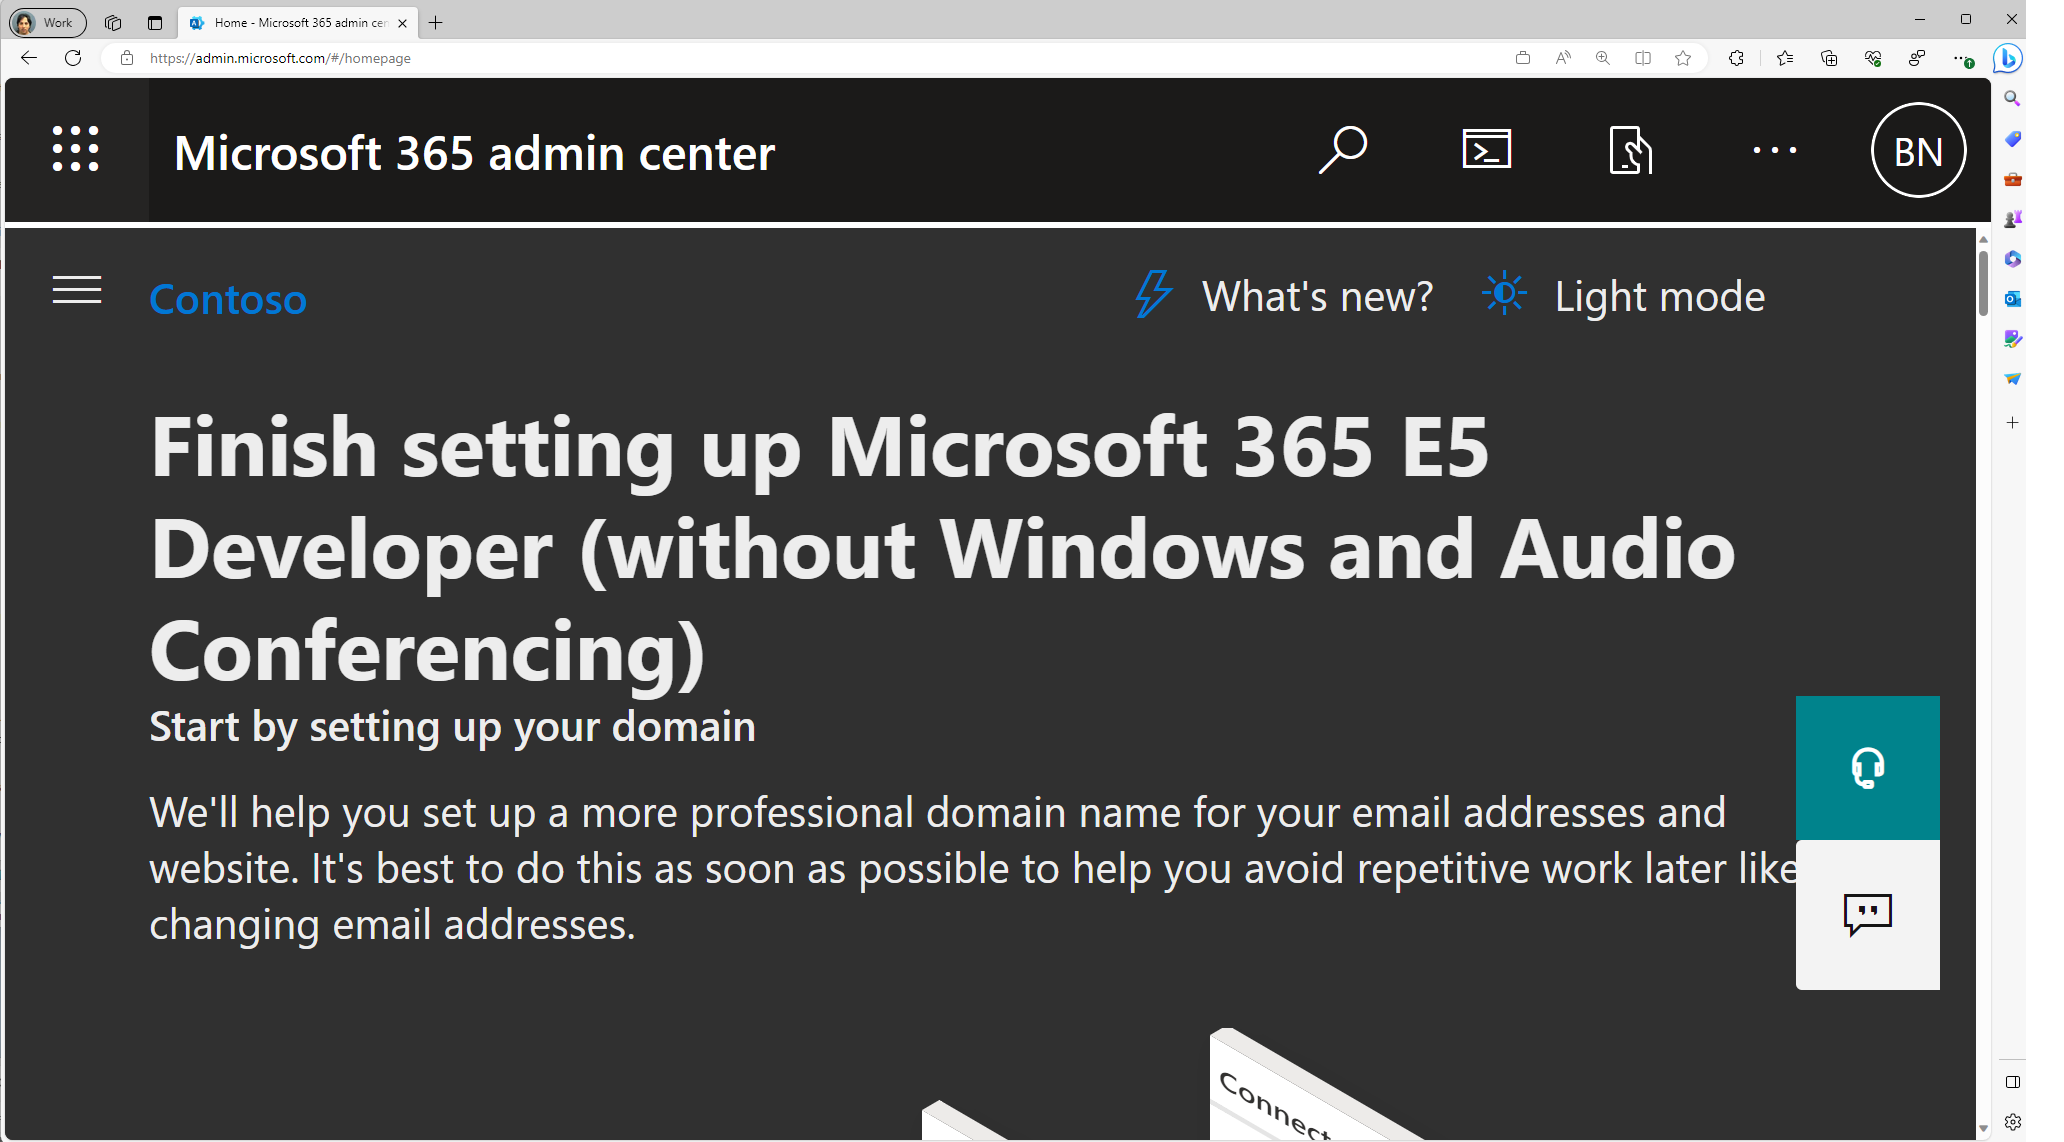 Work
Home - Microsoft 365 admin cen
https://admin.microsoft.com/#/homepage
Microsoft 365 admin center
BN
Contoso
What's new?
Light mode
Finish setting up Microsoft 365 E5
Developer (without Windows and Audio
Conferencing)
Start by setting up your domain
We'll help you set up a more professional domain name for your email addresses and
website. It's best to do this as soon as possible to help you avoid repetitive work later like
changing email addresses.
Connect